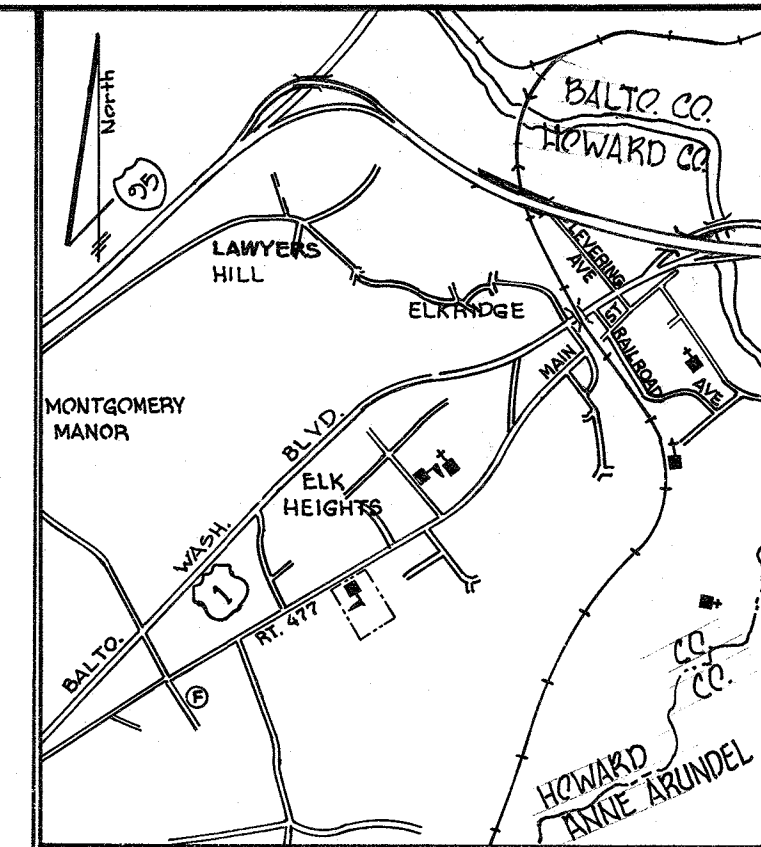 North
95
BALTO. CO.
HOWARD CO.
LAWYERS
HILL
LEVERING
AVE
ELKRIDGE
ST
RAILROAD
AVE
MAIN
MONTGOMERY
MANOR
BALTO. WASH. BLVD.
ELK
HEIGHTS
1
RT. 477
F
CO.
CO.
HOWARD
ANNE ARUNDEL